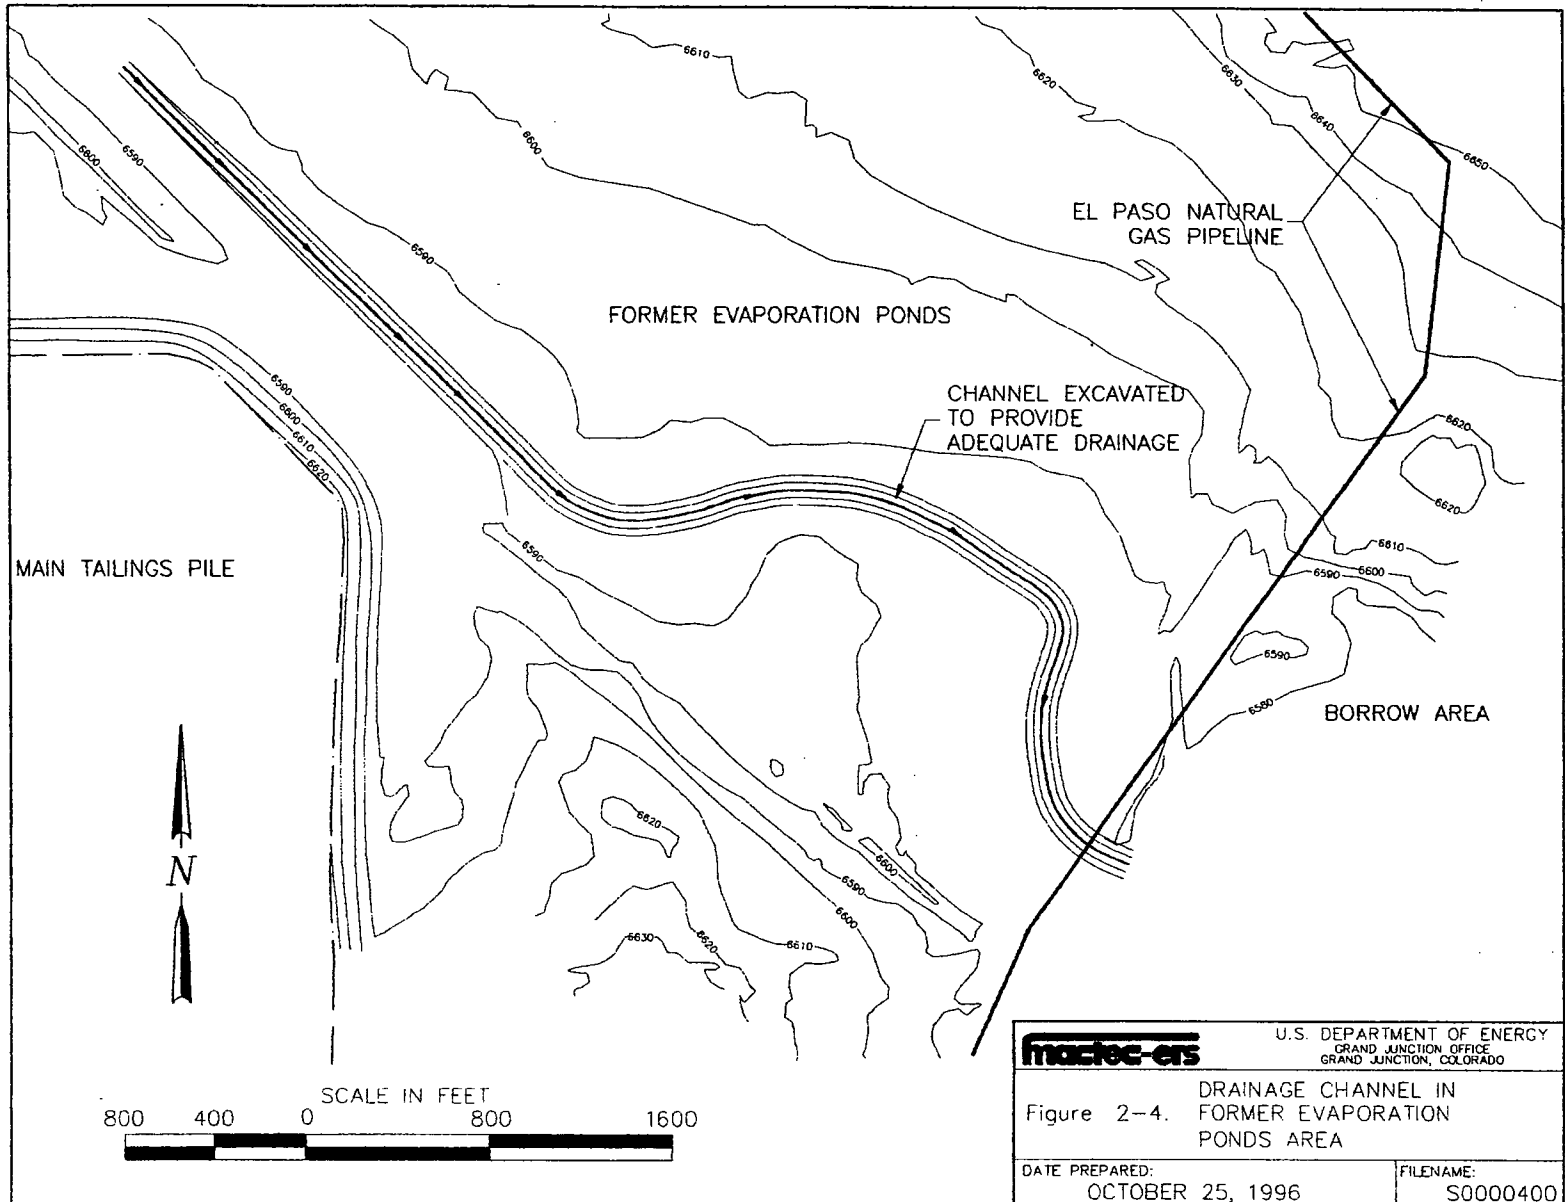 6610
6620
6630
6640
6650
6600
6590
6600
6590
EL PASO NATURAL
GAS PIPELINE
FORMER EVAPORATION PONDS
CHANNEL EXCAVATED
TO PROVIDE
ADEQUATE DRAINAGE
6590
6600
6610
6620
6620
6620
6610
6600
6590
MAIN TAILINGS PILE
6590
6590
6580
BORROW AREA
6620
6600
6590
6600
6630
6620
6610
N
SCALE IN FEET
800 400 0 800 1600
mactec-ers
U.S. DEPARTMENT OF ENERGY
GRAND JUNCTION OFFICE
GRAND JUNCTION, COLORADO
Figure 2-4.
DRAINAGE CHANNEL IN
FORMER EVAPORATION
PONDS AREA
DATE PREPARED:
OCTOBER 25, 1996
FILENAME:
S0000400